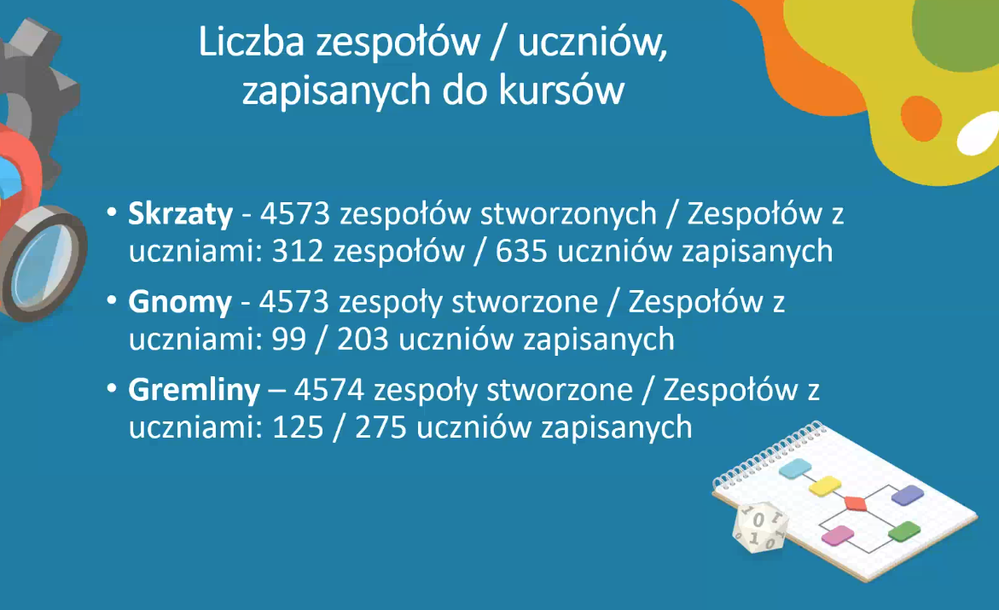 Liczba zespołów / uczniów,
zapisanych do kursów
• Skrzaty - 4573 zespołów stworzonych / Zespołów z
uczniami: 312 zespołów / 635 uczniów zapisanych
• Gnomy - 4573 zespoły stworzone / Zespołów z
uczniami: 99 / 203 uczniów zapisanych
• Gremliny – 4574 zespoły stworzone / Zespołów z
uczniami: 125 / 275 uczniów zapisanych